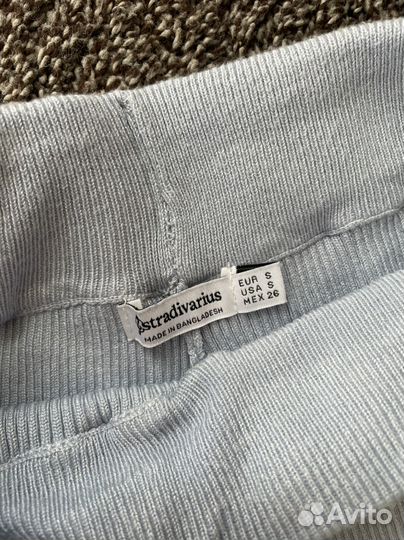 stradivarius
MADE IN BANGLADESH
EUR S
USA S
MEX 26
Avito